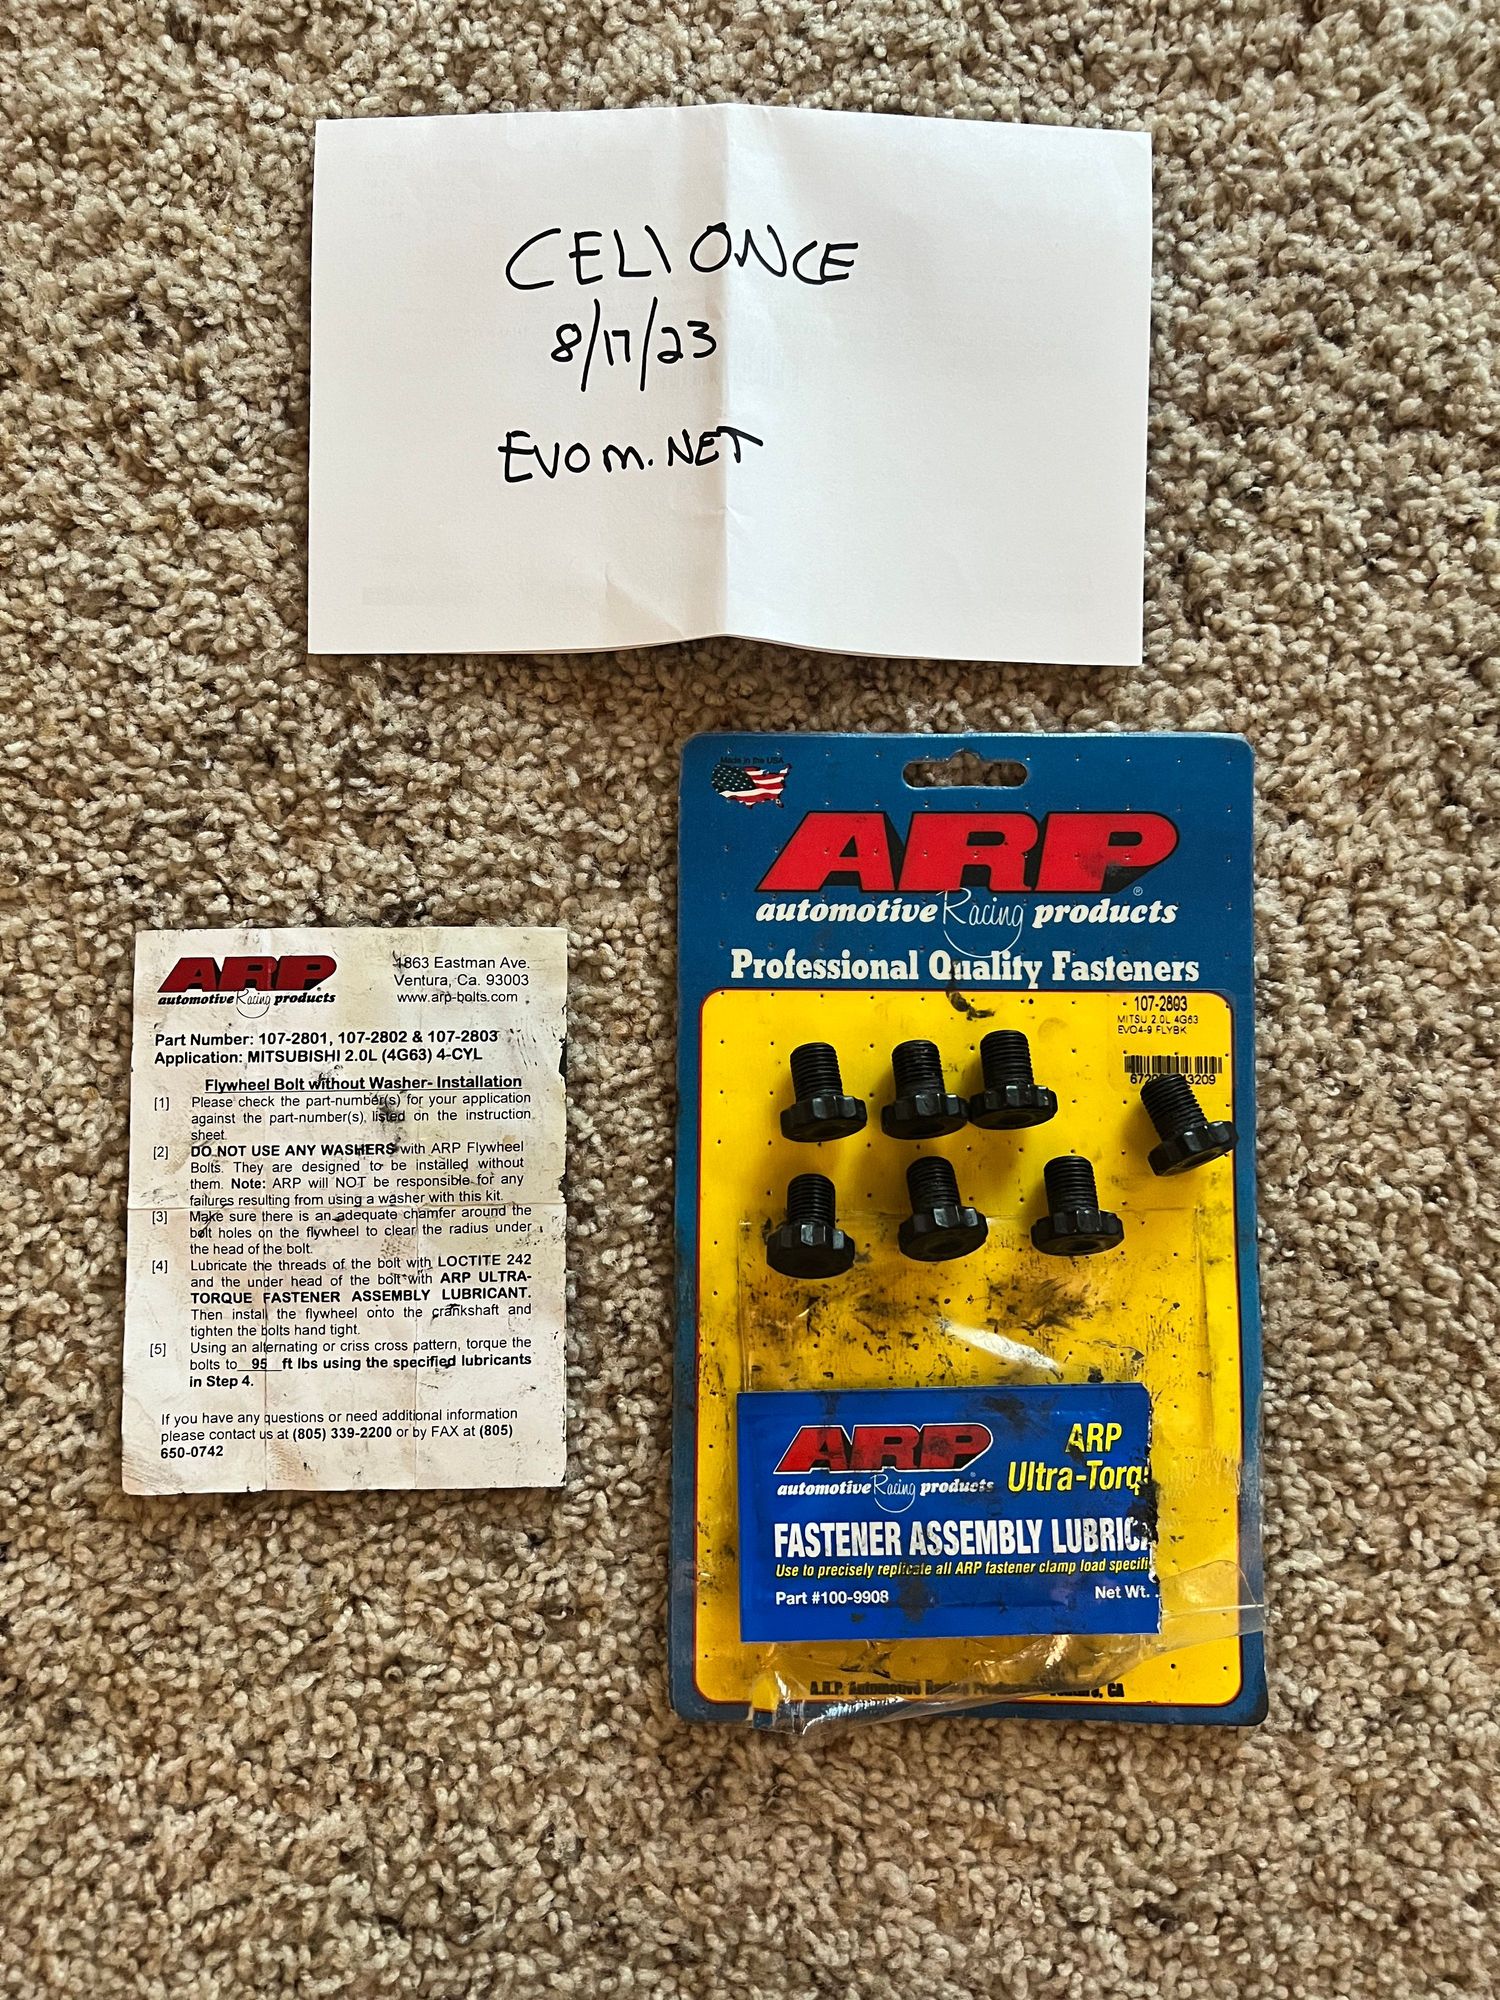 CELIONCE
8/17/23
EVOM.NET
ARP
automotive Racing products
1863 Eastman Ave.
Ventura, Ca. 93003
www.arp-bolts.com
Part Number: 107-2801, 107-2802 & 107-2803
Application: MITSUBISHI 2.0L (4G63) 4-CYL
Flywheel Bolt without Washer- Installation
[1] Please check the part-number(s) for your application
against the part-number(s) listed on the instruction
sheet.
[2] DO NOT USE ANY WASHERS with ARP Flywheel
Bolts. They are designed to be installed without
them. Note: ARP will NOT be responsible for any
failures resulting from using a washer with this kit.
[3] Make sure there is an adequate chamfer around the
bolt holes on the flywheel to clear the radius under
the head of the bolt.
[4] Lubricate the threads of the bolt with LOCTITE 242
and the under head of the bolt with ARP ULTRA-
TORQUE FASTENER ASSEMBLY LUBRICANT.
Then install the flywheel onto the crankshaft and
tighten the bolts hand tight.
[5] Using an alternating or criss cross pattern, torque the
bolts to 95 ft lbs using the specified lubricants
in Step 4.
If you have any questions or need additional information
please contact us at (805) 339-2200 or by FAX at (805)
650-0742
Made in the USA
ARP®
automotive Racing products
Professional Quality Fasteners
107-2803
MITSU 2.0L 4G63
EVO4-9 FLYBK
3209
ARP
automotive Racing products
ARP
Ultra-Torq
FASTENER ASSEMBLY LUBRIC
Use to precisely replicate all ARP fastener clamp load specifi
Part #100-9908
Net Wt.
A.R.P. Automotive Racing Produc CA